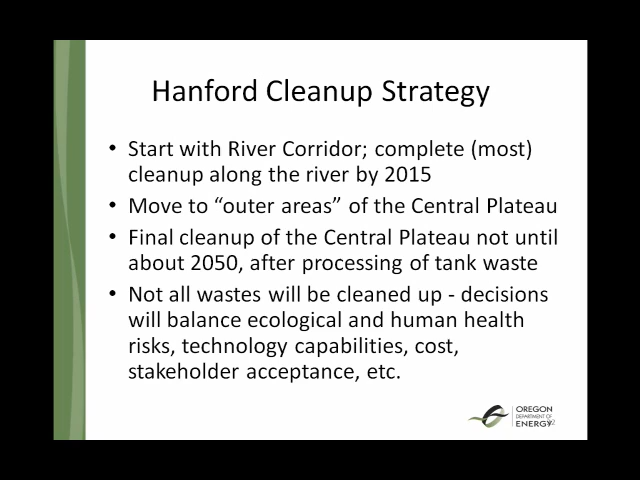 Hanford Cleanup Strategy
• Start with River Corridor; complete (most)
cleanup along the river by 2015
• Move to “outer areas” of the Central Plateau
• Final cleanup of the Central Plateau not until
about 2050, after processing of tank waste
• Not all wastes will be cleaned up - decisions
will balance ecological and human health
risks, technology capabilities, cost,
stakeholder acceptance, etc.
OREGON
DEPARTMENT OF
ENERGY